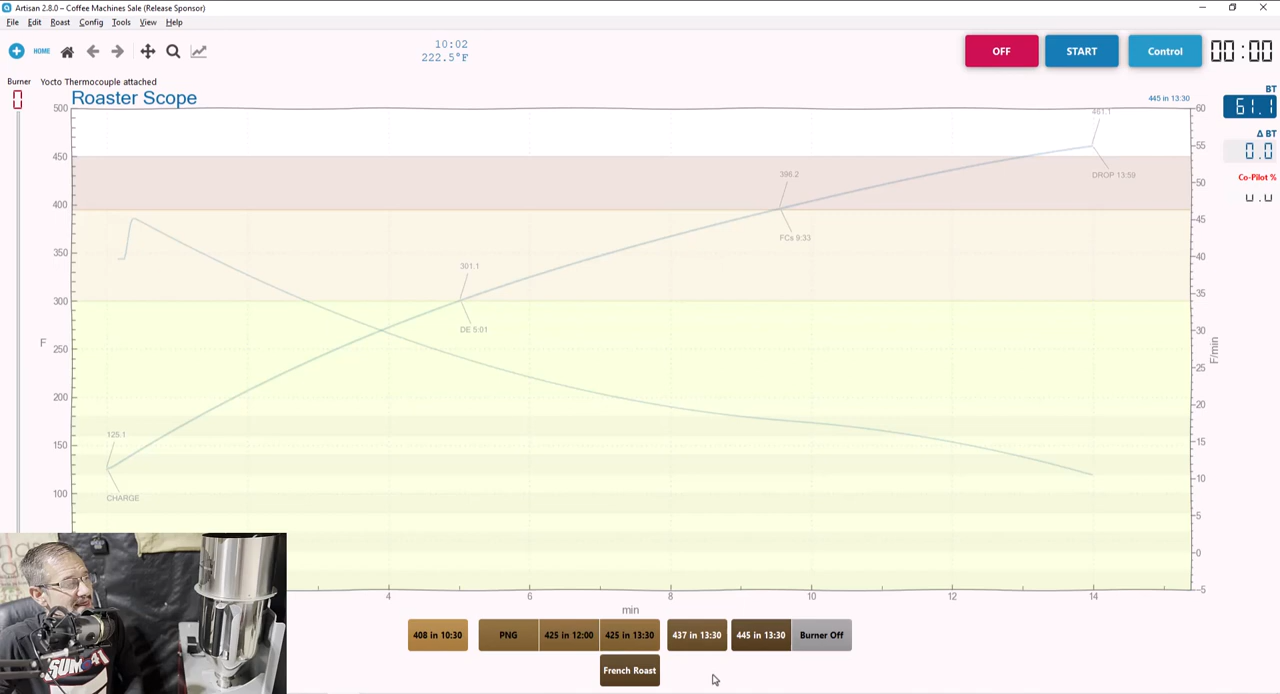 Artisan 2.8.0 – Coffee Machines Sale (Release Sponsor)
File Edit Roast Config Tools View Help
HOME
10:02
222.5°F
OFF
START
Control
00:00
Burner
0
Yocto Thermocouple attached
Roaster Scope
445 in 13:30
BT
61.1
Δ BT
0.0
Co-Pilot %
500
450
400
350
300
250
200
150
100
F
60
55
50
45
40
35
30
25
20
15
10
5
0
-5
F/min
461.1
DROP 13:59
396.2
FCs 9:33
301.1
DE 5:01
125.1
CHARGE
4 6 8 10 12 14
min
408 in 10:30
PNG
425 in 12:00
425 in 13:30
437 in 13:30
445 in 13:30
Burner Off
French Roast
SUM 41